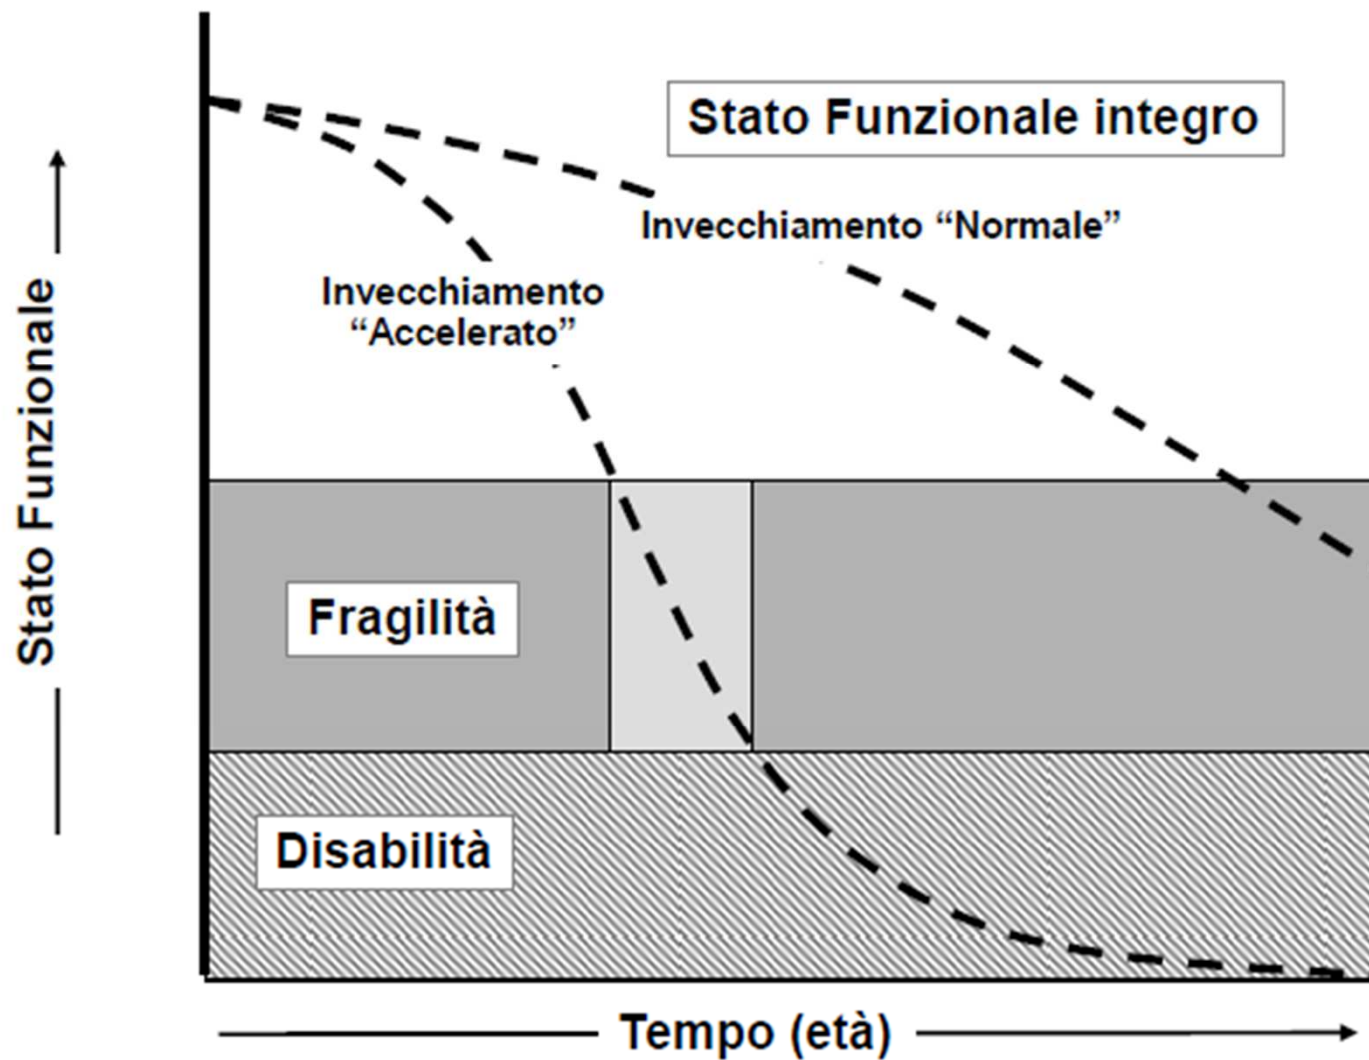 Stato Funzionale integro
Invecchiamento “Normale”
Invecchiamento
“Accelerato”
Stato Funzionale
Fragilità
Disabilità
Tempo (età)